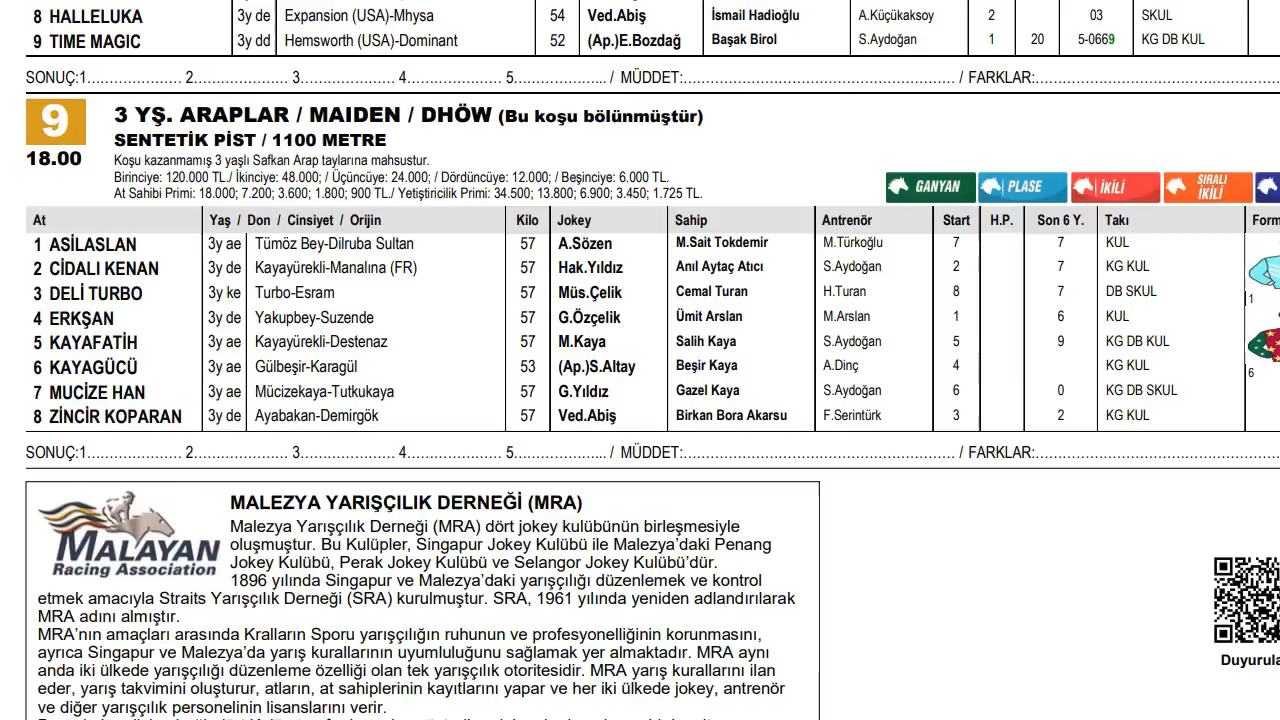 8 HALLELUKA 3y de Expansion (USA)-Mhysa 54 Ved.Abiş İsmail Hadioğlu A.Küçükaksoy 2 03 SKUL
9 TIME MAGIC 3y dd Hemsworth (USA)-Dominant 52 (Ap.)E.Bozdağ Başak Birol S.Aydoğan 1 20 5-0669 KG DB KUL
SONUÇ:1…………………. 2…………………. 3…………………. 4…………………. 5………………... / MÜDDET:…………………………………………………… / FARKLAR:……………………………………………
9 3 YŞ. ARAPLAR / MAIDEN / DHÖW (Bu koşu bölünmüştür)
SENTETİK PİST / 1100 METRE
18.00 Koşu kazanmamış 3 yaşlı Safkan Arap taylarına mahsustur.
Birinciye: 120.000 TL./ İkinciye: 48.000; / Üçüncüye: 24.000; / Dördüncüye: 12.000; / Beşinciye: 6.000 TL.
At Sahibi Primi: 18.000; 7.200; 3.600; 1.800; 900 TL./ Yetiştiricilik Primi: 34.500; 13.800; 6.900; 3.450; 1.725 TL.
GANYAN PLASE İKİLİ SIRALI İKİLİ
At Yaş / Don / Cinsiyet / Orijin Kilo Jokey Sahip Antrenör Start H.P. Son 6 Y. Takı Form
1 ASİLASLAN 3y ae Tümöz Bey-Dilruba Sultan 57 A.Sözen M.Sait Tokdemir M.Türkoğlu 7 7 KUL
2 CİDALI KENAN 3y de Kayayürekli-Manalına (FR) 57 Hak.Yıldız Anıl Aytaç Atıcı S.Aydoğan 2 7 KG KUL
3 DELİ TURBO 3y ke Turbo-Esram 57 Müs.Çelik Cemal Turan H.Turan 8 7 DB SKUL 1
4 ERKŞAN 3y de Yakupbey-Suzende 57 G.Özçelik Ümit Arslan M.Arslan 1 6 KUL
5 KAYAFATİH 3y ae Kayayürekli-Destenaz 57 M.Kaya Salih Kaya S.Aydoğan 5 9 KG DB KUL
6 KAYAGÜCÜ 3y ae Gülbeşir-Karagül 53 (Ap.)S.Altay Beşir Kaya A.Dinç 4 KG KUL 6
7 MUCİZE HAN 3y ae Mücizekaya-Tutkukaya 57 G.Yıldız Gazel Kaya S.Aydoğan 6 0 KG DB SKUL
8 ZİNCİR KOPARAN 3y de Ayabakan-Demirgök 57 Ved.Abiş Birkan Bora Akarsu F.Serintürk 3 2 KG KUL
SONUÇ:1…………………. 2…………………. 3…………………. 4…………………. 5………………... / MÜDDET:…………………………………………………… / FARKLAR:……………………………………………
MALAYAN
Racing Association
MALEZYA YARIŞÇILIK DERNEĞİ (MRA)
Malezya Yarışçılık Derneği (MRA) dört jokey kulübünün birleşmesiyle
oluşmuştur. Bu Kulüpler, Singapur Jokey Kulübü ile Malezya’daki Penang
Jokey Kulübü, Perak Jokey Kulübü ve Selangor Jokey Kulübü’dür.
1896 yılında Singapur ve Malezya’daki yarışçılığı düzenlemek ve kontrol
etmek amacıyla Straits Yarışçılık Derneği (SRA) kurulmuştur. SRA, 1961 yılında yeniden adlandırılarak
MRA adını almıştır.
MRA’nın amaçları arasında Kralların Sporu yarışçılığın ruhunun ve profesyonelliğinin korunmasını,
ayrıca Singapur ve Malezya’da yarış kurallarının uyumluluğunu sağlamak yer almaktadır. MRA aynı
anda iki ülkede yarışçılığı düzenleme özelliği olan tek yarışçılık otoritesidir. MRA yarış kurallarını ilan
eder, yarış takvimini oluşturur, atların, at sahiplerinin kayıtlarını yapar ve her iki ülkede jokey, antrenör
ve diğer yarışçılık personelinin lisanslarını verir.
Duyurula